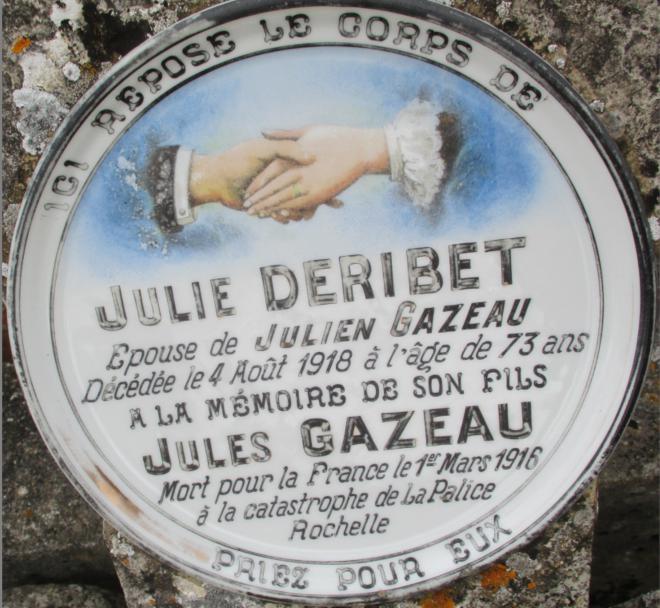 ICI REPOSE LE CORPS DE
JULIE DERIBET
Epouse de JULIEN GAZEAU
Décédée le 4 Août 1918 à l'âge de 73 ans
A LA MÉMOIRE DE SON FILS
JULES GAZEAU
Mort pour la France le 1er Mars 1916
à la catastrophe de La Palice
Rochelle
PRIEZ POUR EUX